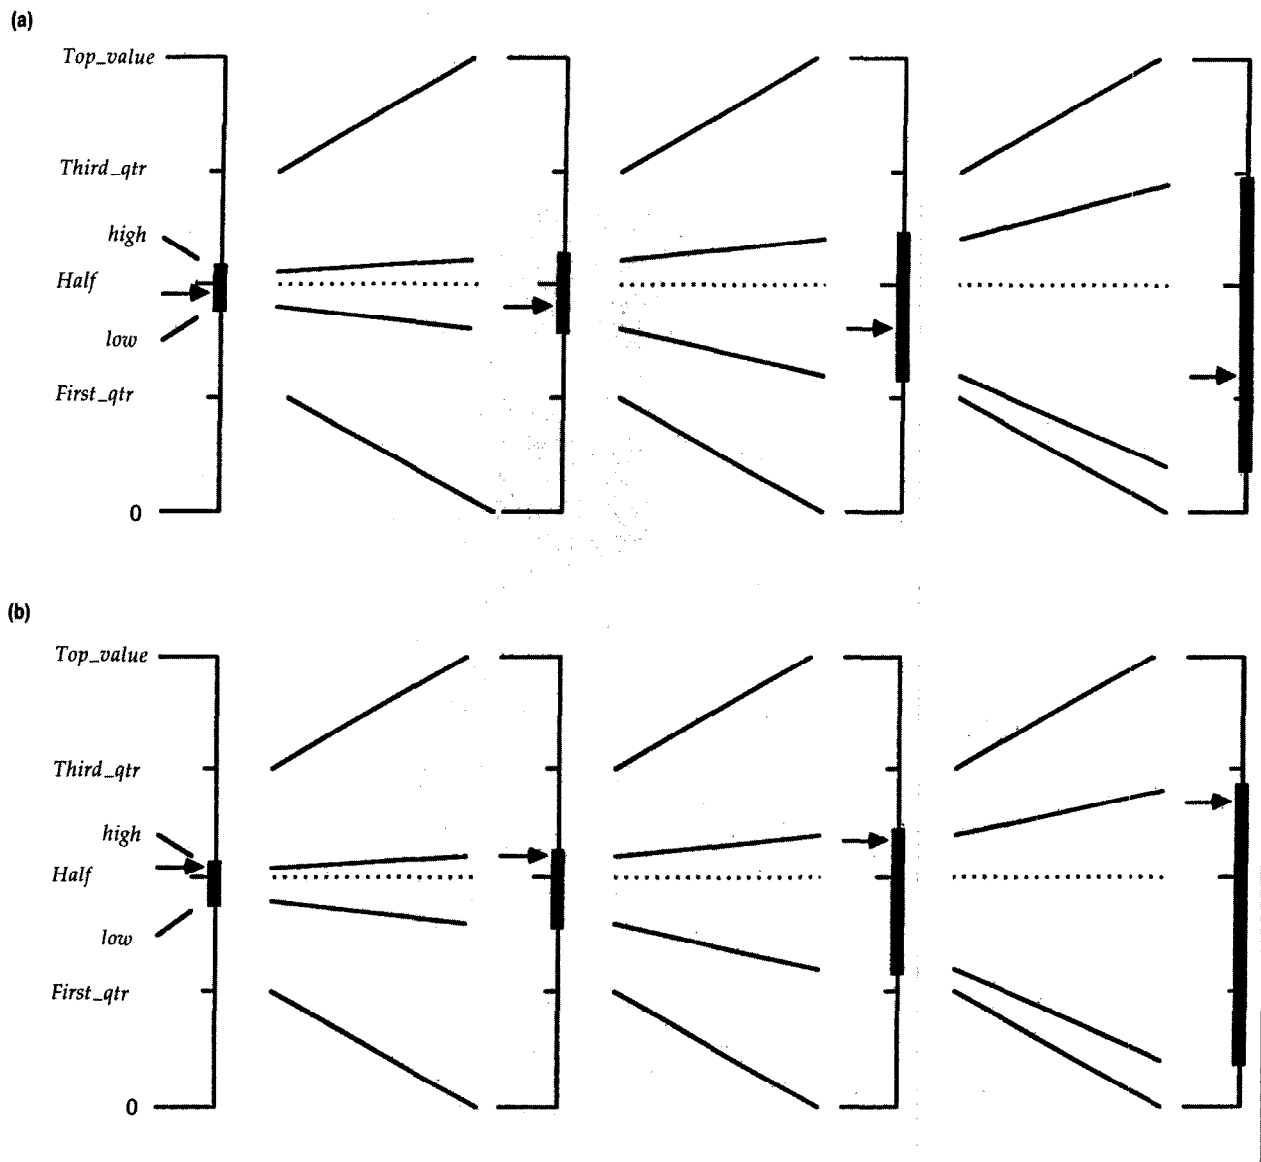 (a)
Top_value
Third_qtr
high
Half
low
First_qtr
0
(b)
Top_value
Third_qtr
high
Half
low
First_qtr
0